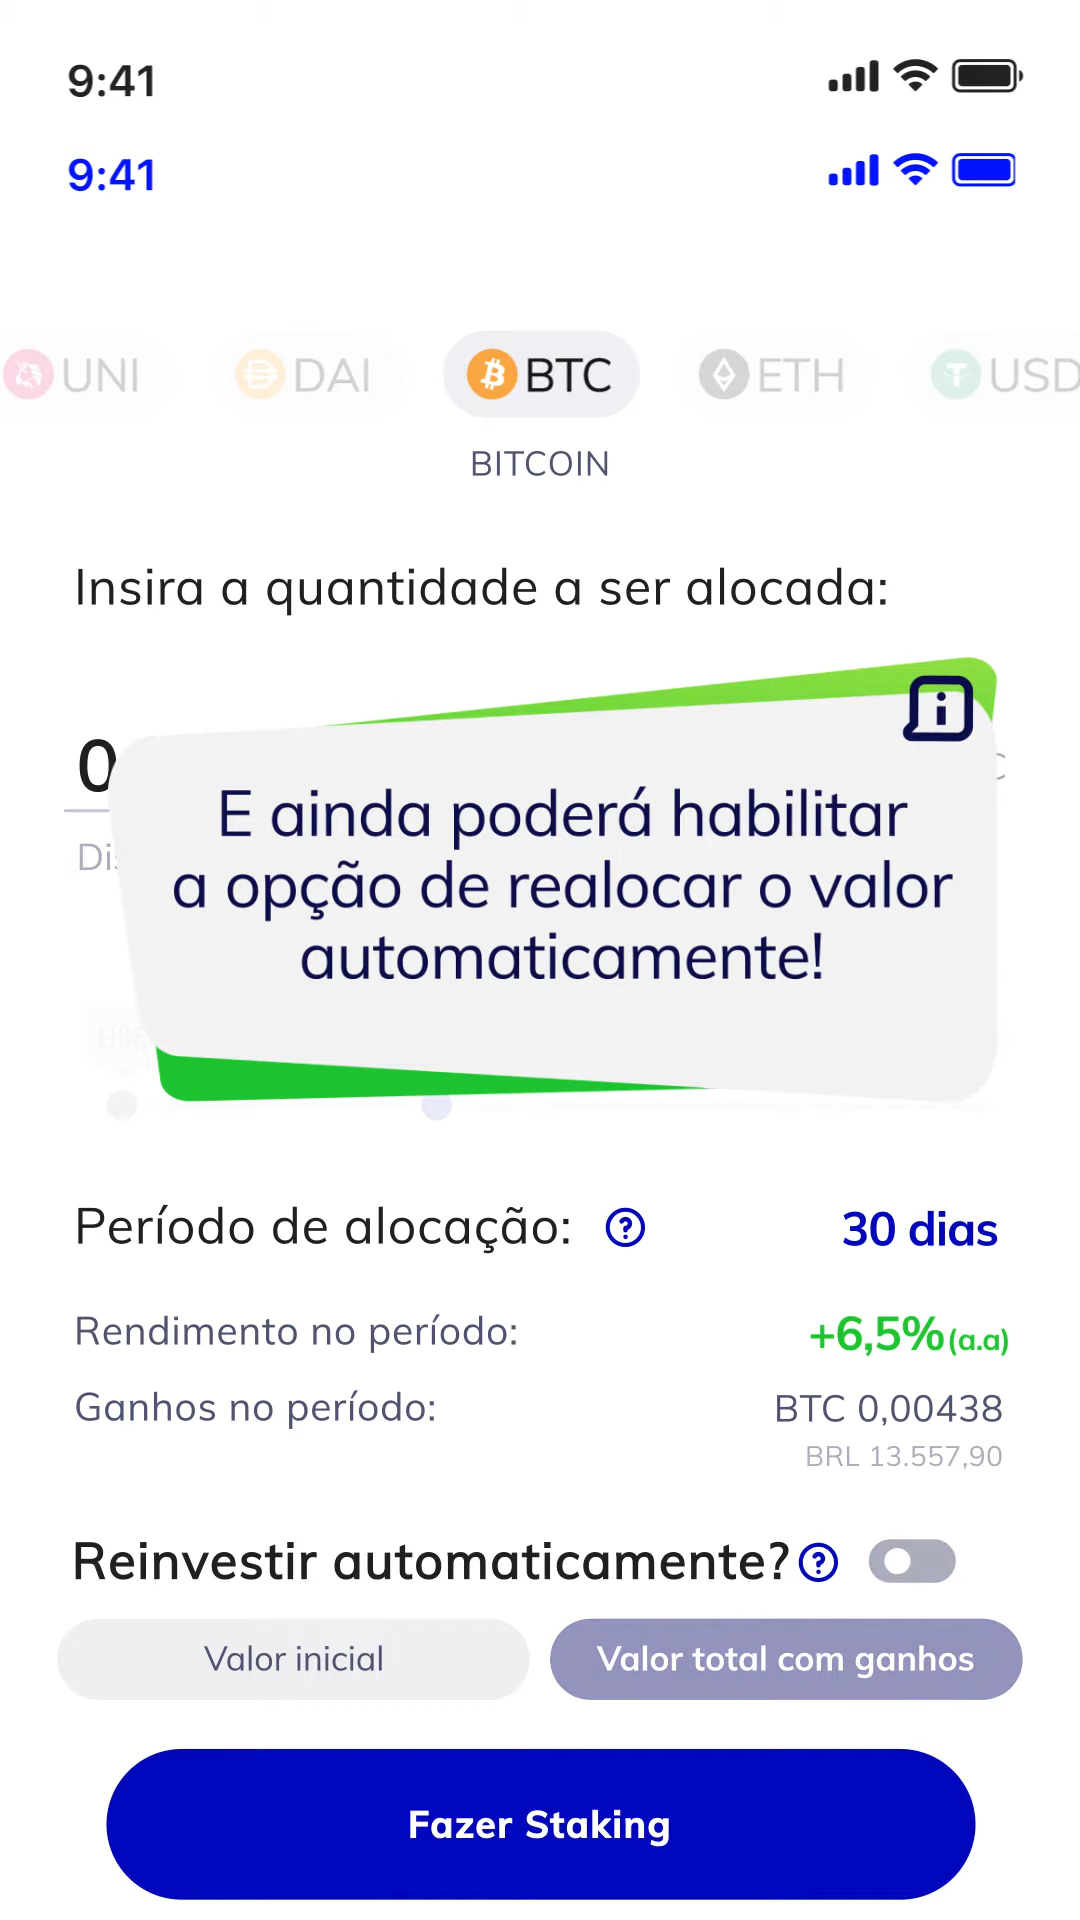 9:41
9:41
UNI DAI BTC ETH USD
BITCOIN
Insira a quantidade a ser alocada:
0
E ainda poderá habilitar
a opção de realocar o valor
automaticamente!
0%
Período de alocação: 30 dias
Rendimento no período: +6,5% (a.a)
Ganhos no período: BTC 0,00438
BRL 13.557,90
Reinvestir automaticamente?
Valor inicial Valor total com ganhos
Fazer Staking